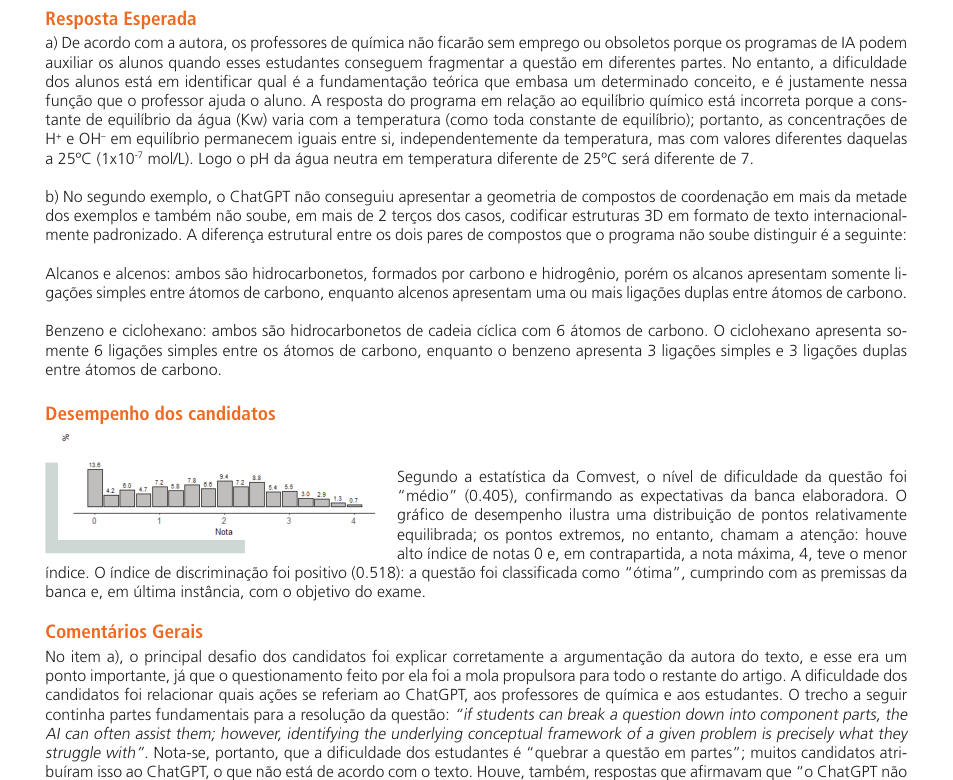 Resposta Esperada
a) De acordo com a autora, os professores de química não ficarão sem emprego ou obsoletos porque os programas de IA podem
auxiliar os alunos quando esses estudantes conseguem fragmentar a questão em diferentes partes. No entanto, a dificuldade
dos alunos está em identificar qual é a fundamentação teórica que embasa um determinado conceito, e é justamente nessa
função que o professor ajuda o aluno. A resposta do programa em relação ao equilíbrio químico está incorreta porque a cons-
tante de equilíbrio da água (Kw) varia com a temperatura (como toda constante de equilíbrio); portanto, as concentrações de
H⁺ e OH⁻ em equilíbrio permanecem iguais entre si, independentemente da temperatura, mas com valores diferentes daquelas
a 25ºC (1x10⁻⁷ mol/L). Logo o pH da água neutra em temperatura diferente de 25ºC será diferente de 7.
b) No segundo exemplo, o ChatGPT não conseguiu apresentar a geometria de compostos de coordenação em mais da metade
dos exemplos e também não soube, em mais de 2 terços dos casos, codificar estruturas 3D em formato de texto internacional-
mente padronizado. A diferença estrutural entre os dois pares de compostos que o programa não soube distinguir é a seguinte:
Alcanos e alcenos: ambos são hidrocarbonetos, formados por carbono e hidrogênio, porém os alcanos apresentam somente li-
gações simples entre átomos de carbono, enquanto alcenos apresentam uma ou mais ligações duplas entre átomos de carbono.
Benzeno e ciclohexano: ambos são hidrocarbonetos de cadeia cíclica com 6 átomos de carbono. O ciclohexano apresenta so-
mente 6 ligações simples entre os átomos de carbono, enquanto o benzeno apresenta 3 ligações simples e 3 ligações duplas
entre átomos de carbono.
Desempenho dos candidatos
%
13.6 4.2 6.0 4.7 7.2 5.8 7.8 6.6 9.4 7.2 8.8 5.4 5.5 3.0 2.9 1.3 0.7
0 1 2 3 4
Nota
Segundo a estatística da Comvest, o nível de dificuldade da questão foi
“médio” (0.405), confirmando as expectativas da banca elaboradora. O
gráfico de desempenho ilustra uma distribuição de pontos relativamente
equilibrada; os pontos extremos, no entanto, chamam a atenção: houve
alto índice de notas 0 e, em contrapartida, a nota máxima, 4, teve o menor
índice. O índice de discriminação foi positivo (0.518): a questão foi classificada como “ótima”, cumprindo com as premissas da
banca e, em última instância, com o objetivo do exame.
Comentários Gerais
No item a), o principal desafio dos candidatos foi explicar corretamente a argumentação da autora do texto, e esse era um
ponto importante, já que o questionamento feito por ela foi a mola propulsora para todo o restante do artigo. A dificuldade dos
candidatos foi relacionar quais ações se referiam ao ChatGPT, aos professores de química e aos estudantes. O trecho a seguir
continha partes fundamentais para a resolução da questão: “if students can break a question down into component parts, the
AI can often assist them; however, identifying the underlying conceptual framework of a given problem is precisely what they
struggle with”. Nota-se, portanto, que a dificuldade dos estudantes é “quebrar a questão em partes”; muitos candidatos atri-
buíram isso ao ChatGPT, o que não está de acordo com o texto. Houve, também, respostas que afirmavam que “o ChatGPT não